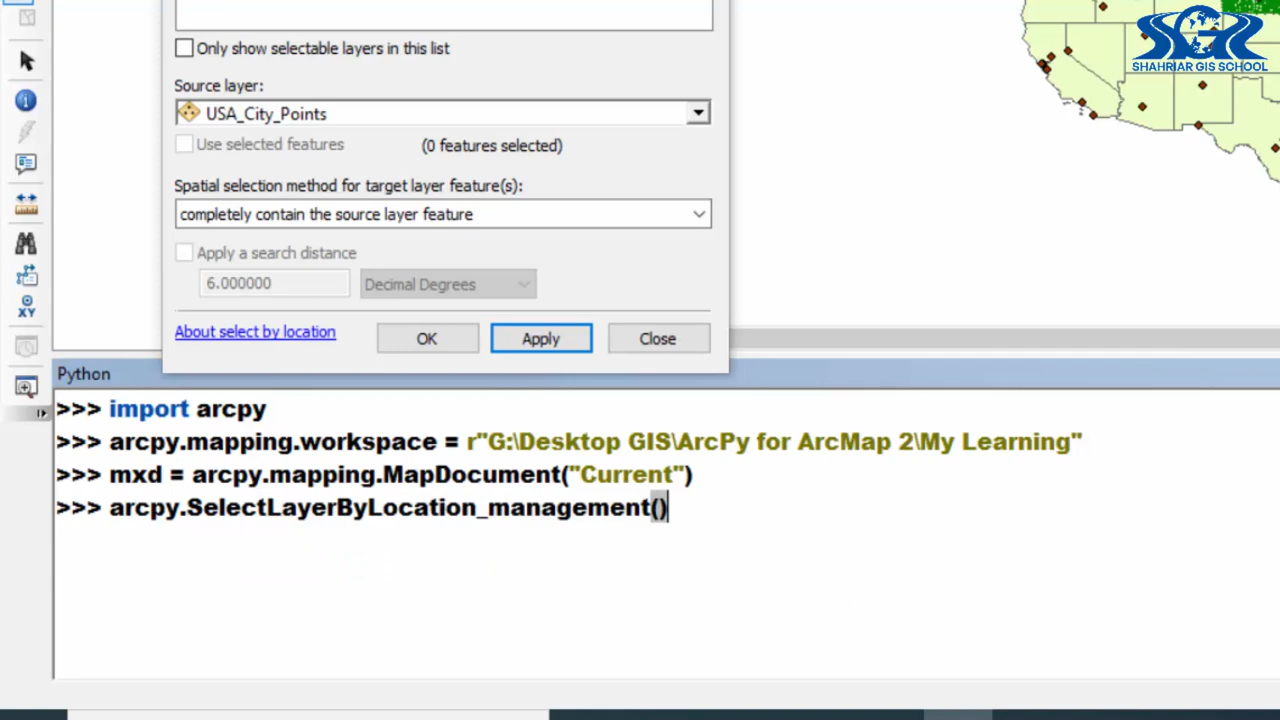 SHAHRIAR GIS SCHOOL
Only show selectable layers in this list
Source layer:
USA_City_Points
Use selected features (0 features selected)
Spatial selection method for target layer feature(s):
completely contain the source layer feature
Apply a search distance
6.000000 Decimal Degrees
About select by location OK Apply Close
XY
Python
>>> import arcpy
>>> arcpy.mapping.workspace = r"G:\Desktop GIS\ArcPy for ArcMap 2\My Learning"
>>> mxd = arcpy.mapping.MapDocument("Current")
>>> arcpy.SelectLayerByLocation_management()